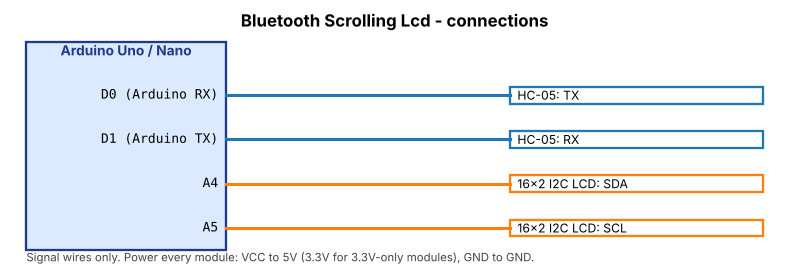 Bluetooth Scrolling Lcd - connections
Arduino Uno / Nano
D0 (Arduino RX)
HC-05: TX
D1 (Arduino TX)
HC-05: RX
A4
16×2 I2C LCD: SDA
A5
16×2 I2C LCD: SCL
Signal wires only. Power every module: VCC to 5V (3.3V for 3.3V-only modules), GND to GND.